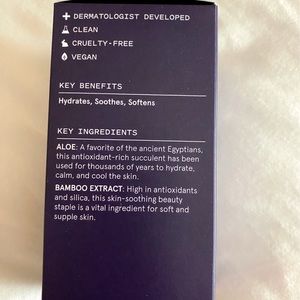 DERMATOLOGIST DEVELOPED
CLEAN
CRUELTY-FREE
VEGAN
KEY BENEFITS
Hydrates, Soothes, Softens
KEY INGREDIENTS
ALOE: A favorite of the ancient Egyptians,
this antioxidant-rich succulent has been
used for thousands of years to hydrate,
calm, and cool the skin.
BAMBOO EXTRACT: High in antioxidants
and silica, this skin-soothing beauty
staple is a vital ingredient for soft and
supple skin.